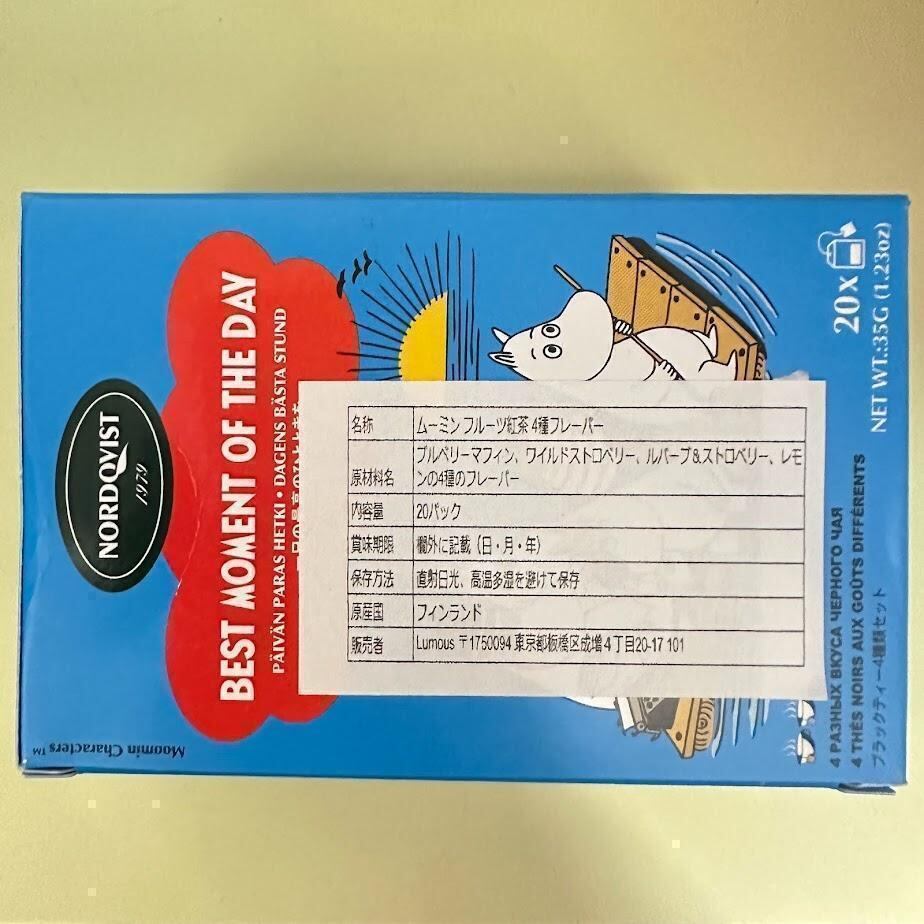 NORDQVIST
1979
BEST MOMENT OF THE DAY
PÄIVÄN PARAS HETKI • DAGENS BÄSTA STUND
名称 ムーミン フルーツ紅茶 4種フレーバー
原材料名 ブルベリーマフィン、ワイルドストロベリー、ルバーブ&ストロベリー、レモ
ンの4種のフレーバー
内容量 20パック
賞味期限 欄外に記載（日・月・年）
保存方法 直射日光、高温多湿を避けて保存
原産国 フィンランド
販売者 Lumous 〒1750094 東京都板橋区成増４丁目20-17 101
20x
NET WT.:35G (1.23oz)
4 РАЗНЫХ ВКУСА ЧЕРНОГО ЧАЯ
4 THÉS NOIRS AUX GOÛTS DIFFÉRENTS
ブラックティー4種類セット
Moomin Characters ™